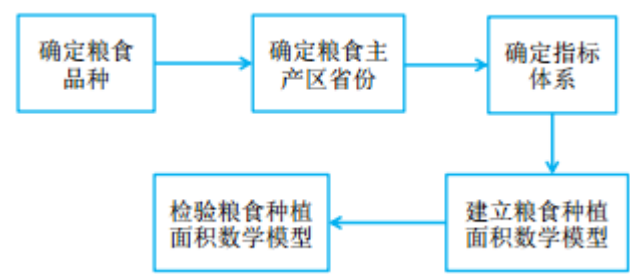 确定粮食
品种
确定粮食主
产区省份
确定指标
体系
建立粮食种植
面积数学模型
检验粮食种植
面积数学模型